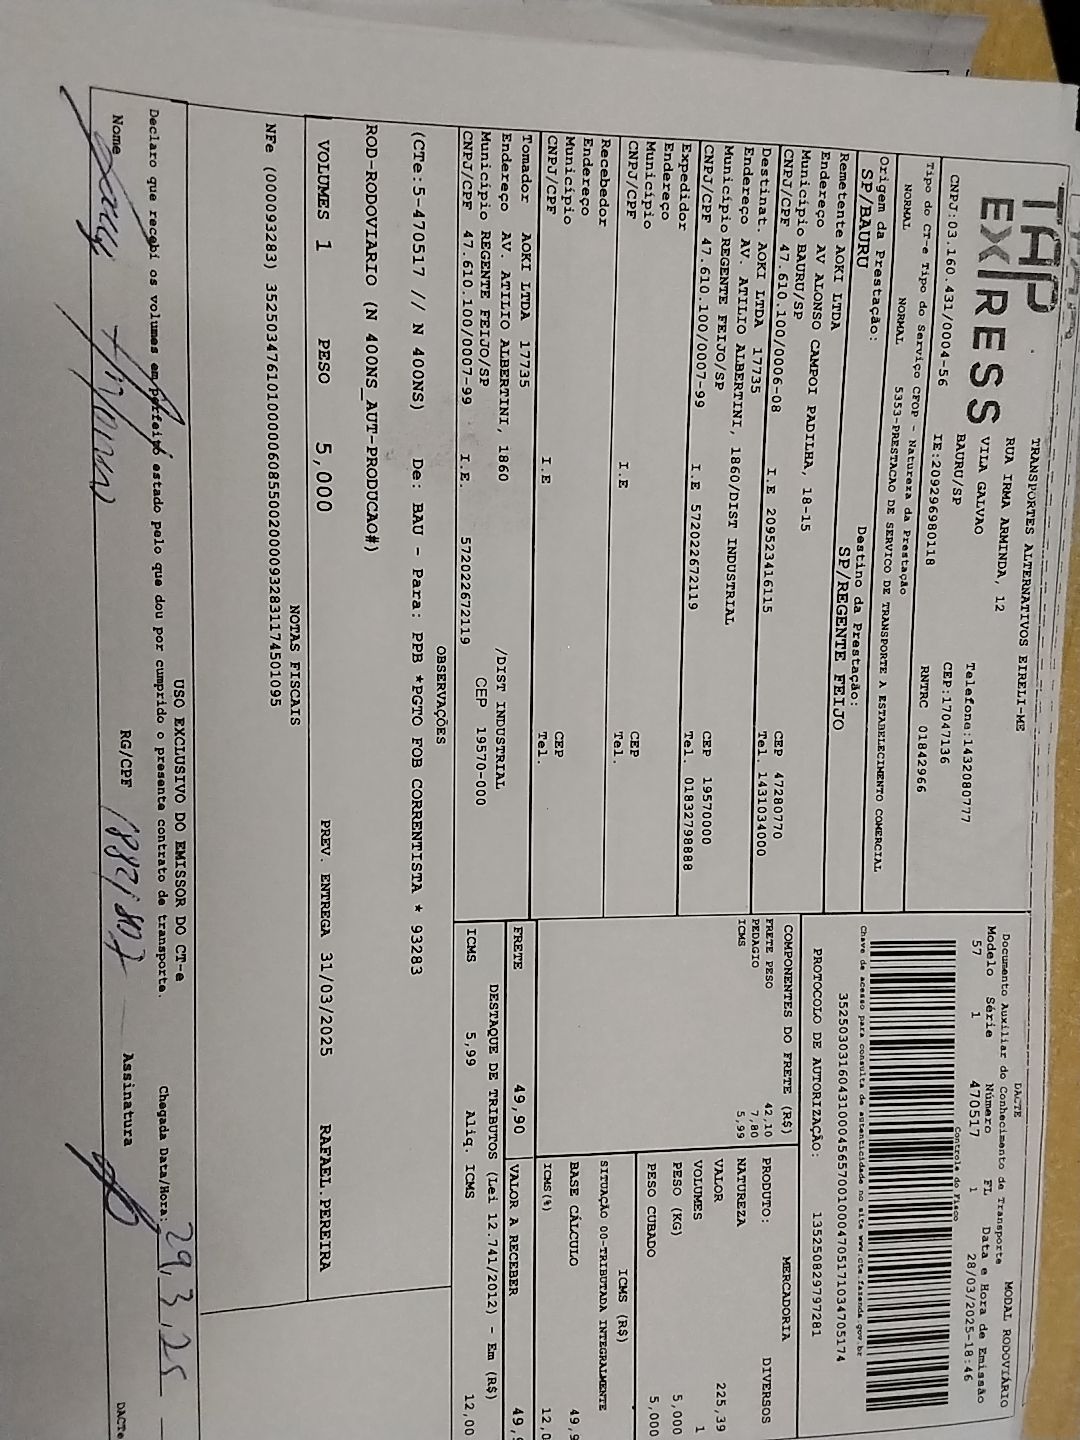 TAP
EXPRESS
TRANSPORTES ALTERNATIVOS EIRELI-ME
RUA IRMA ARMINDA, 12
VILA GALVAO Telefone:1432080777
BAURU/SP CEP:17047136
CNPJ:03.160.431/0004-56 IE:209296980118 RNTRC 01842966
Tipo do CT-e Tipo do Serviço CFOP - Natureza da Prestação
NORMAL NORMAL 5353-PRESTACAO DE SERVICO DE TRANSPORTE A ESTABELECIMENTO COMERCIAL
Origem da Prestação: Destino da Prestação:
SP/BAURU SP/REGENTE FEIJO
Remetente AOKI LTDA
Endereço AV ALONSO CAMPOI PADILHA, 18-15
Município BAURU/SP CEP 47280770
CNPJ/CPF 47.610.100/0006-08 I.E 209523416115 Tel. 1431034000
Destinat. AOKI LTDA 17735
Endereço AV. ATILIO ALBERTINI, 1860/DIST INDUSTRIAL
Município REGENTE FEIJO/SP CEP 19570000
CNPJ/CPF 47.610.100/0007-99 I.E 572022672119 Tel. 01832798888
Expedidor
Endereço
Município CEP
CNPJ/CPF I.E Tel.
Recebedor
Endereço
Município CEP
CNPJ/CPF I.E Tel.
Tomador AOKI LTDA 17735
Endereço AV. ATILIO ALBERTINI, 1860 /DIST INDUSTRIAL
Município REGENTE FEIJO/SP CEP 19570-000
CNPJ/CPF 47.610.100/0007-99 I.E. 572022672119
DACTE MODAL RODOVIÁRIO
Documento Auxiliar do Conhecimento de Transporte
Modelo Série Número FL Data e Hora de Emissão
57 1 470517 1 28/03/2025-18:46
Controle do Fisco
Chave de acesso para consulta de autenticidade no site www.cte.fazenda.gov.br
35250303160431000456570010004705171034705174
PROTOCOLO DE AUTORIZAÇÃO: 135250829797281
COMPONENTES DO FRETE (R$)
FRETE PESO 42,10
PEDAGIO 7,80
ICMS 5,99
MERCADORIA
PRODUTO: DIVERSOS
NATUREZA
VALOR 225,39
VOLUMES 1
PESO (KG) 5,000
PESO CUBADO 5,000
ICMS (R$)
SITUAÇÃO 00-TRIBUTADA INTEGRALMENTE
BASE CÁLCULO 49,9
ICMS(%) 12,0
FRETE 49,90 VALOR A RECEBER 49,9
DESTAQUE DE TRIBUTOS (Lei 12.741/2012) - Em (R$)
ICMS 5,99 Aliq. ICMS 12,00
OBSERVAÇÕES
(CTe:5-470517 // N 400NS) De: BAU - Para: PPB *PGTO FOB CORRENTISTA * 93283
ROD-RODOVIARIO (N 400NS_AUT-PRODUCAO#)
VOLUMES 1 PESO 5,000 PREV. ENTREGA 31/03/2025 RAFAEL.PEREIRA
NOTAS FISCAIS
NFe (000093283) 35250347610100000608550020000932831174501095
USO EXCLUSIVO DO EMISSOR DO CT-e
Declaro que recebi os volumes em perfeito estado pelo que dou por cumprido o presente contrato de transporte. Chegada Data/Hora: 29,3,25
Nome RG/CPF Assinatura
DACTe